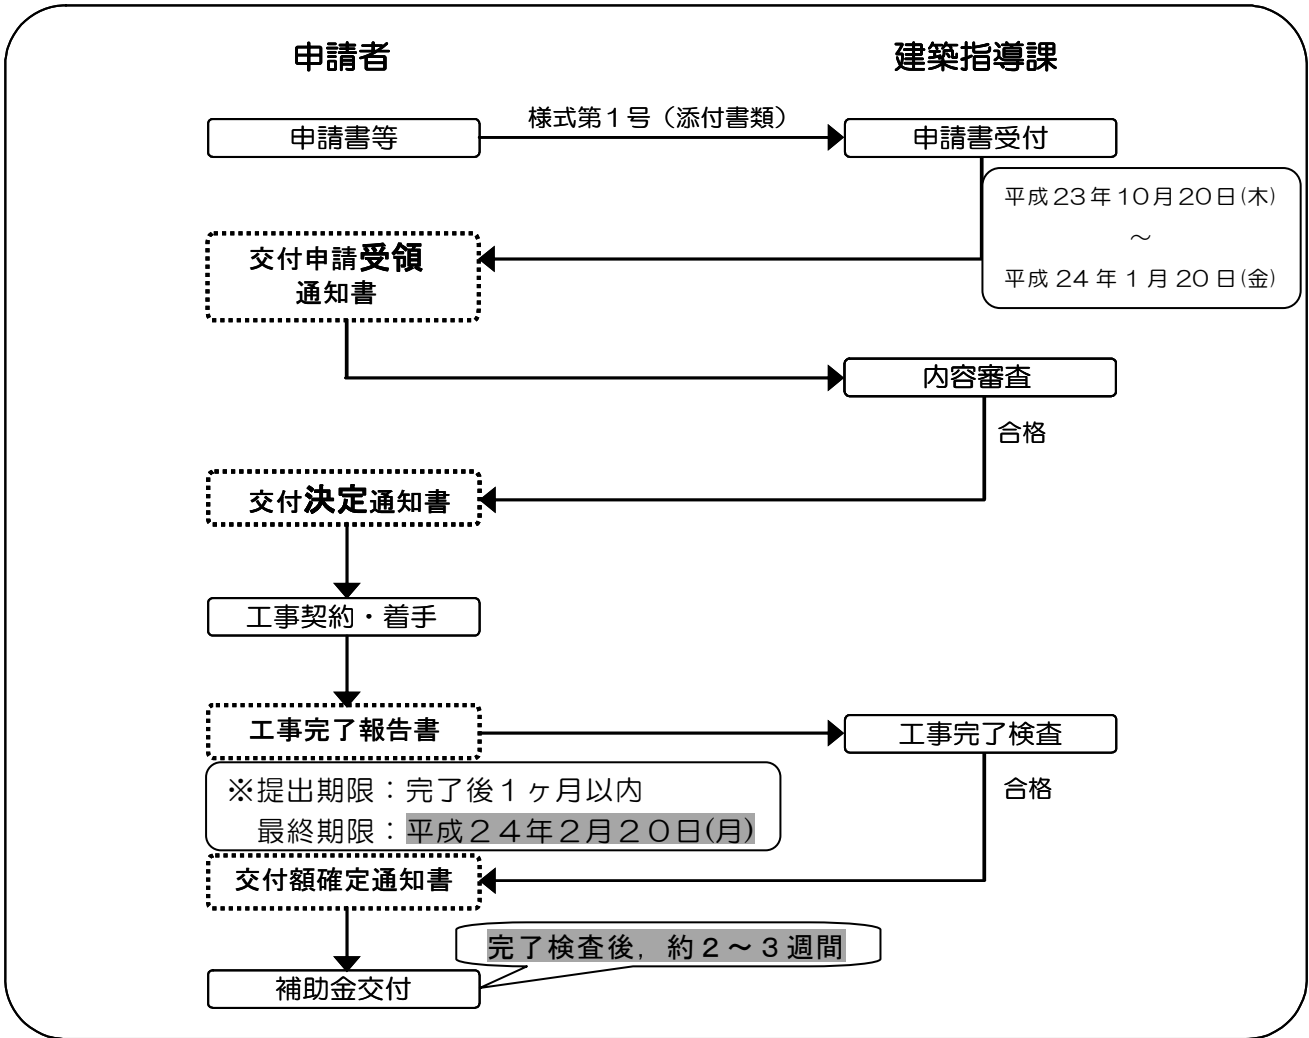 申請者
建築指導課
様式第１号（添付書類）
申請書等
申請書受付
平成23年10月20日(木)
～
平成24年1月20日(金)
交付申請受領
通知書
内容審査
合格
交付決定通知書
工事契約・着手
工事完了報告書
工事完了検査
※提出期限：完了後１ヶ月以内
最終期限：平成２４年２月２０日(月)
合格
交付額確定通知書
完了検査後，約２～３週間
補助金交付